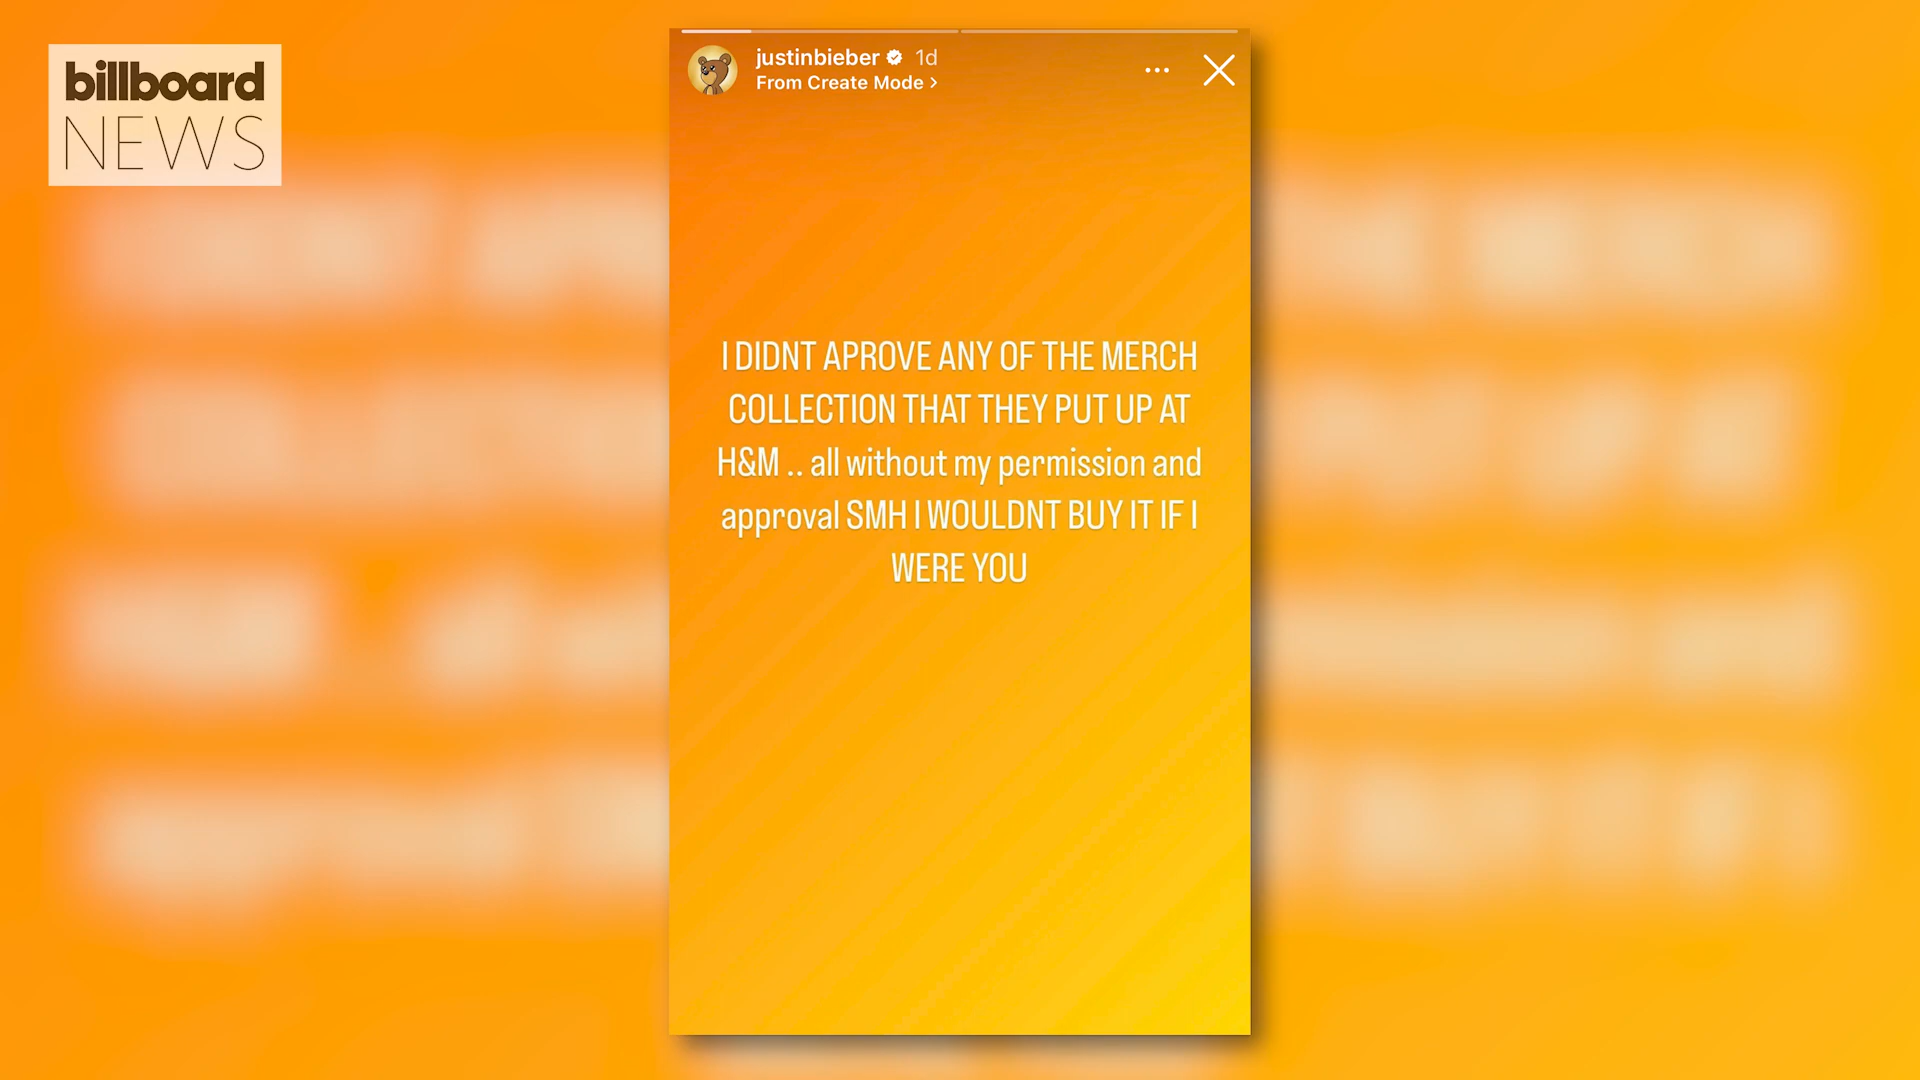 billboard
NEWS
justinbieber 1d
From Create Mode >
I DIDNT APROVE ANY OF THE MERCH
COLLECTION THAT THEY PUT UP AT
H&M .. all without my permission and
approval SMH I WOULDNT BUY IT IF I
WERE YOU